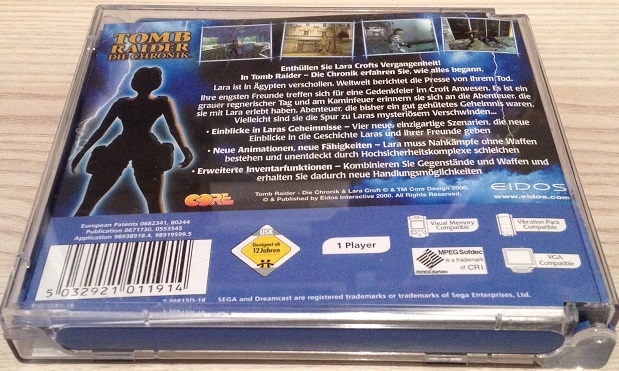 TOMB
RAIDER
DIE CHRONIK
Enthüllen Sie Lara Crofts Vergangenheit!
In Tomb Raider – Die Chronik erfahren Sie, wie alles begann.
Lara ist in Ägypten verschollen. Weltweit berichtet die Presse von ihrem Tod.
Ihre engsten Freunde treffen sich für eine Gedenkfeier im Croft Anwesen. Es ist ein
grauer regnerischer Tag und am Kaminfeuer erinnern sie sich an die Abenteuer, die
sie mit Lara erlebt haben. Abenteuer, die bisher ein gut gehütetes Geheimnis waren.
Vielleicht sind sie die Spur zu Laras mysteriösem Verschwinden...
• Einblicke in Laras Geheimnisse – Vier neue, einzigartige Szenarien, die neue
Einblicke in die Geschichte Laras und ihrer Freunde geben
• Neue Animationen, neue Fähigkeiten – Lara muss Nahkämpfe ohne Waffen
bestehen und unentdeckt durch Hochsicherheitskomplexe schleichen
• Erweiterte Inventarfunktionen – Kombinieren Sie Gegenstände und Waffen und
erhalten Sie dadurch neue Handlungsmöglichkeiten
CORE
Tomb Raider - Die Chronik & Lara Croft © & TM Core Design 2000.
© & Published by Eidos Interactive 2000. All Rights Reserved.
EIDOS
www.eidos.com
European Patents 0682341, 80244
Publication 0671730, 0553545
Application 98938918.4, 98919599.5
USK
Geeignet ab
12 Jahren
1 Player
Visual Memory
Compatible
Vibration Pack
Compatible
MPEG Sofdec
is a trademark
of CRI.
VGA
Compatible
5 032921 011914
T-36815D-18
SEGA and Dreamcast are registered trademarks or trademarks of Sega Enterprises, Ltd.